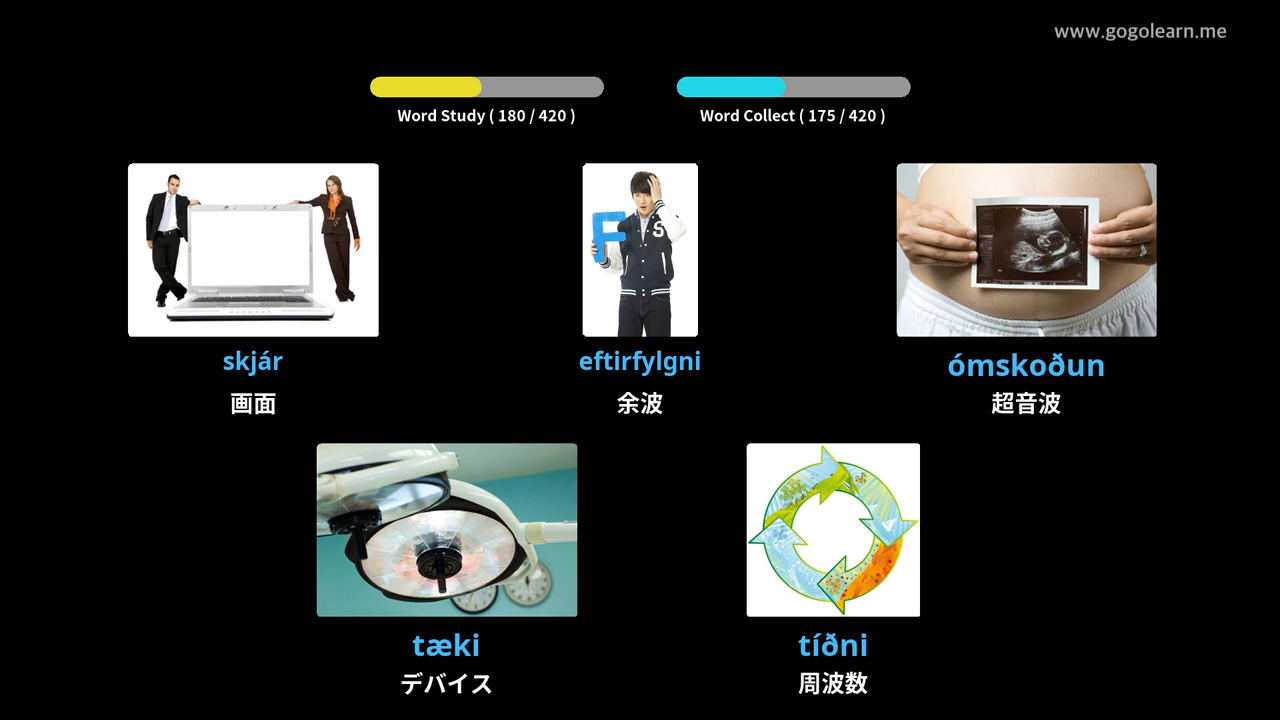 www.gogolearn.me
Word Study ( 180 / 420 )
Word Collect ( 175 / 420 )
F
S
skjár
eftirfylgni
ómskoðun
画面
余波
超音波
tæki
tíðni
デバイス
周波数